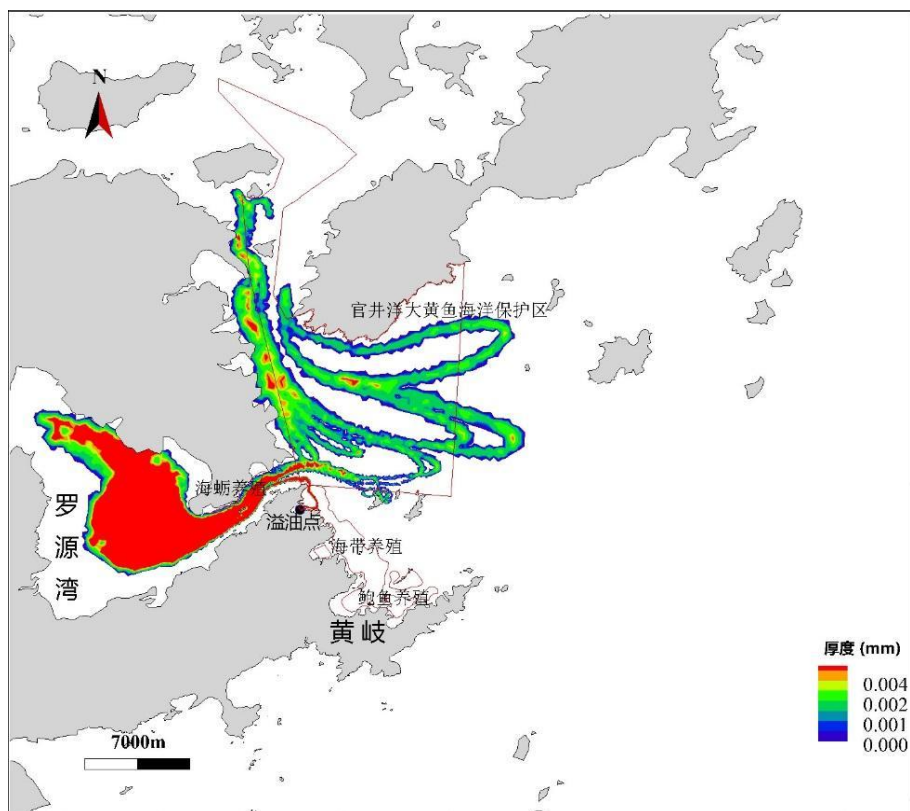 N
官井洋大黄鱼海洋保护区
海蛎养殖
溢油点
罗
源
湾
海带养殖
鲍鱼养殖
黄岐
7000m
厚度 (mm)
0.004
0.002
0.001
0.000